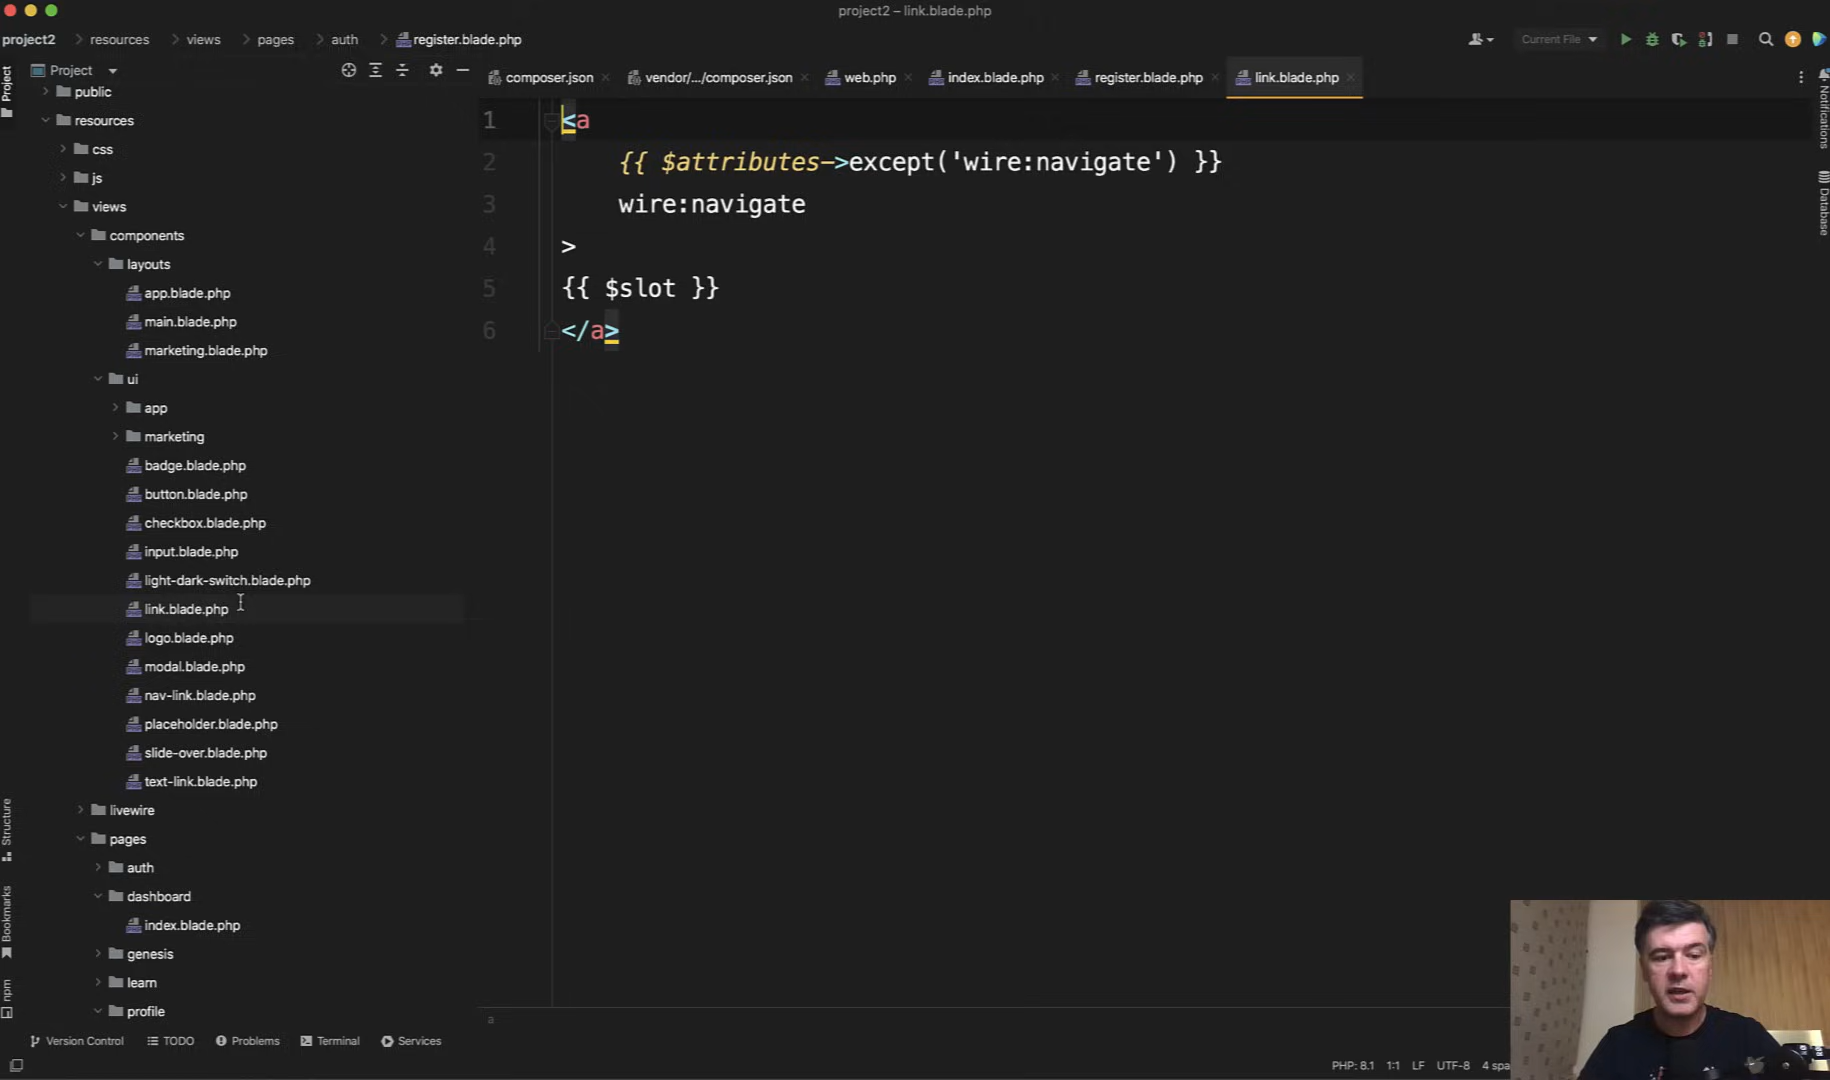 project2 – link.blade.php
project2 > resources > views > pages > auth > register.blade.php
Current File
Project
composer.json
vendor/.../composer.json
web.php
index.blade.php
register.blade.php
link.blade.php
Project
public
resources
css
js
views
components
layouts
app.blade.php
main.blade.php
marketing.blade.php
ui
app
marketing
badge.blade.php
button.blade.php
checkbox.blade.php
input.blade.php
light-dark-switch.blade.php
link.blade.php
logo.blade.php
modal.blade.php
nav-link.blade.php
placeholder.blade.php
slide-over.blade.php
text-link.blade.php
livewire
pages
auth
dashboard
index.blade.php
genesis
learn
profile
1 <a
2 {{ $attributes->except('wire:navigate') }}
3 wire:navigate
4 >
5 {{ $slot }}
6 </a>
a
Notifications
Database
Structure
Bookmarks
npm
Version Control
TODO
Problems
Terminal
Services
PHP: 8.1 1:1 LF UTF-8 4 spa